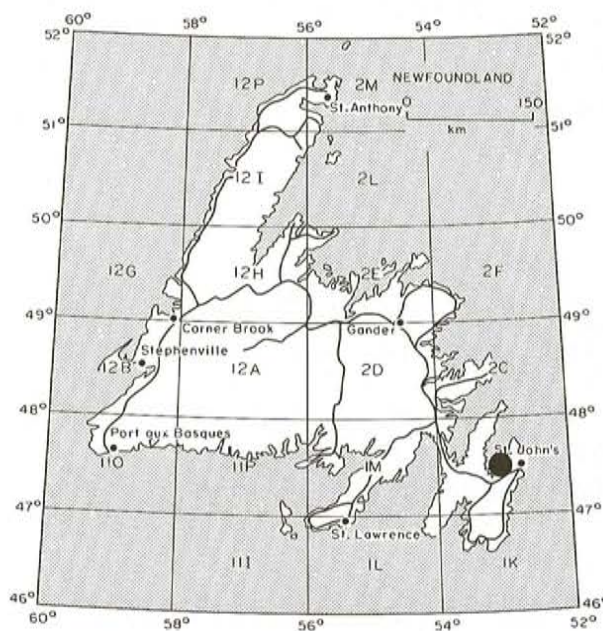 60° 58° 56° 54° 52°
52° 52°
12P 2M NEWFOUNDLAND
St. Anthony 0 150
km
51° 51°
12I 2L
50° 50°
12G 12H 2E 2F
49° 49°
Corner Brook Gander
Stephenville
12B 12A 2D 2C
48° 48°
Port aux Basques St. John's
11O 11P 1M
47° 47°
St. Lawrence
11I 1L 1K
46° 46°
60° 58° 56° 54° 52°